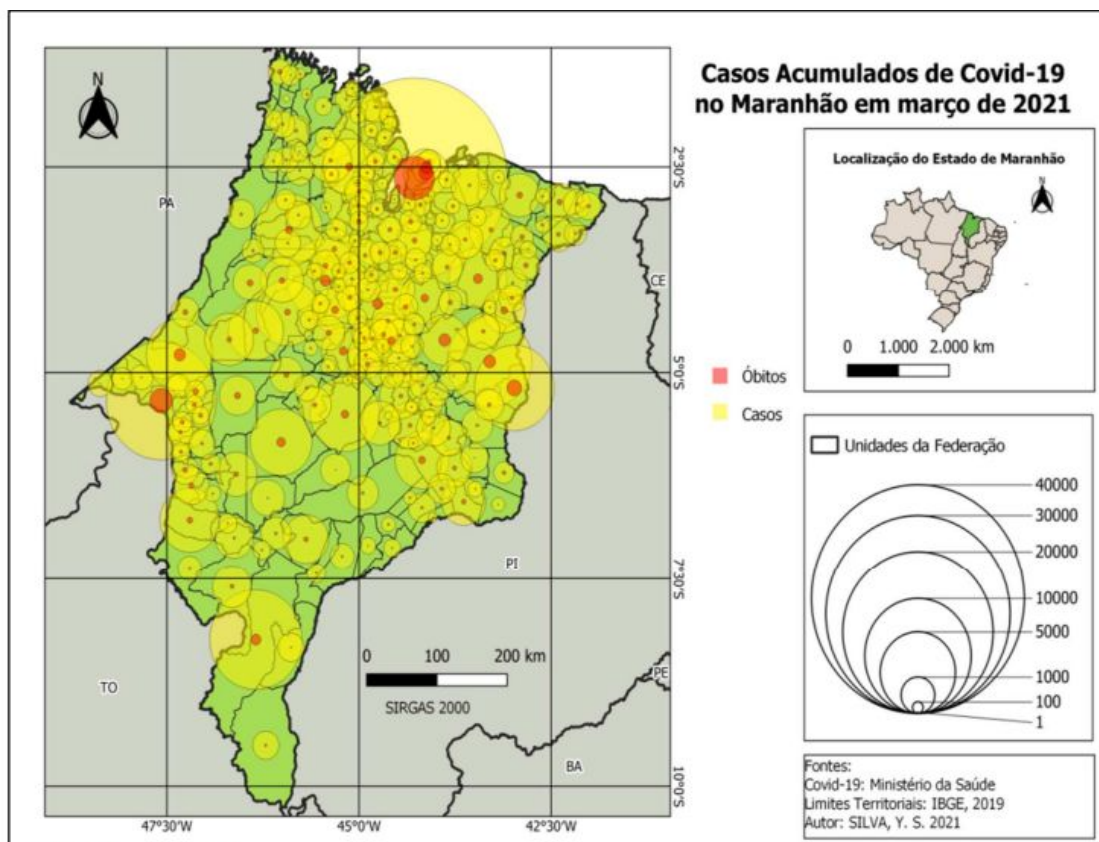 Casos Acumulados de Covid-19
no Maranhão em março de 2021
N
PA
CE
PI
TO
PE
BA
2°30'S
5°0'S
7°30'S
10°0'S
47°30'W
45°0'W
42°30'W
0 100 200 km
SIRGAS 2000
Óbitos
Casos
Localização do Estado de Maranhão
N
0 1.000 2.000 km
Unidades da Federação
40000
30000
20000
10000
5000
1000
100
1
Fontes:
Covid-19: Ministério da Saúde
Limites Territoriais: IBGE, 2019
Autor: SILVA, Y. S. 2021